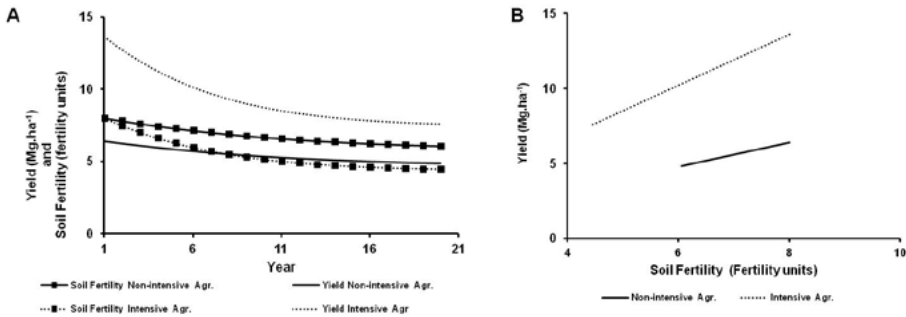 A
15
10
5
0
Yield (Mg.ha-1)
and
Soil Fertility (fertility units)
1 6 11 16 21
Year
Soil Fertility Non-intensive Agr. Yield Non-intensive Agr.
Soil Fertility Intensive Agr. Yield Intensive Agr
B
15
10
5
0
Yield (Mg.ha-1)
4 6 8 10
Soil Fertility (Fertility units)
Non-intensive Agr. Intensive Agr.